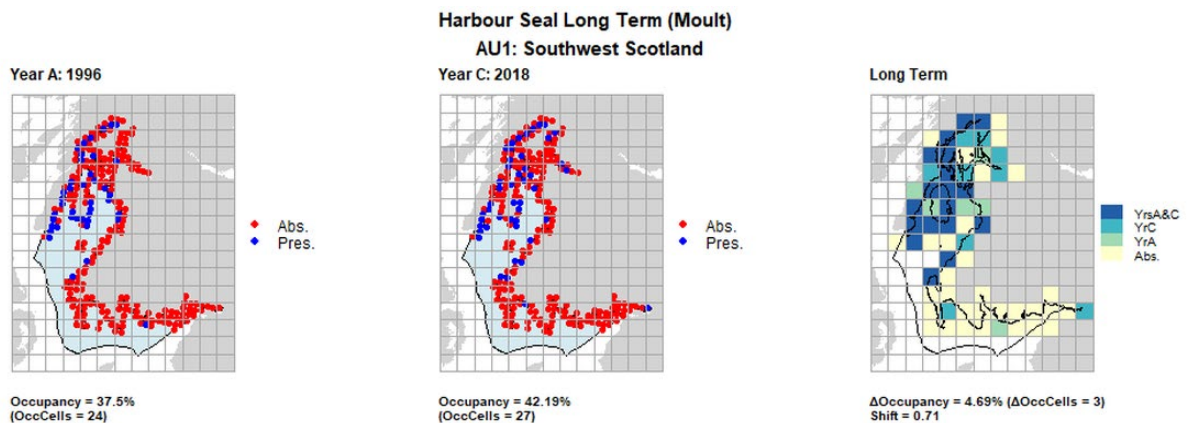 Harbour Seal Long Term (Moult)
AU1: Southwest Scotland
Year A: 1996
Abs.
Pres.
Occupancy = 37.5%
(OccCells = 24)
Year C: 2018
Abs.
Pres.
Occupancy = 42.19%
(OccCells = 27)
Long Term
YrsA&C
YrC
YrA
Abs.
ΔOccupancy = 4.69% (ΔOccCells = 3)
Shift = 0.71